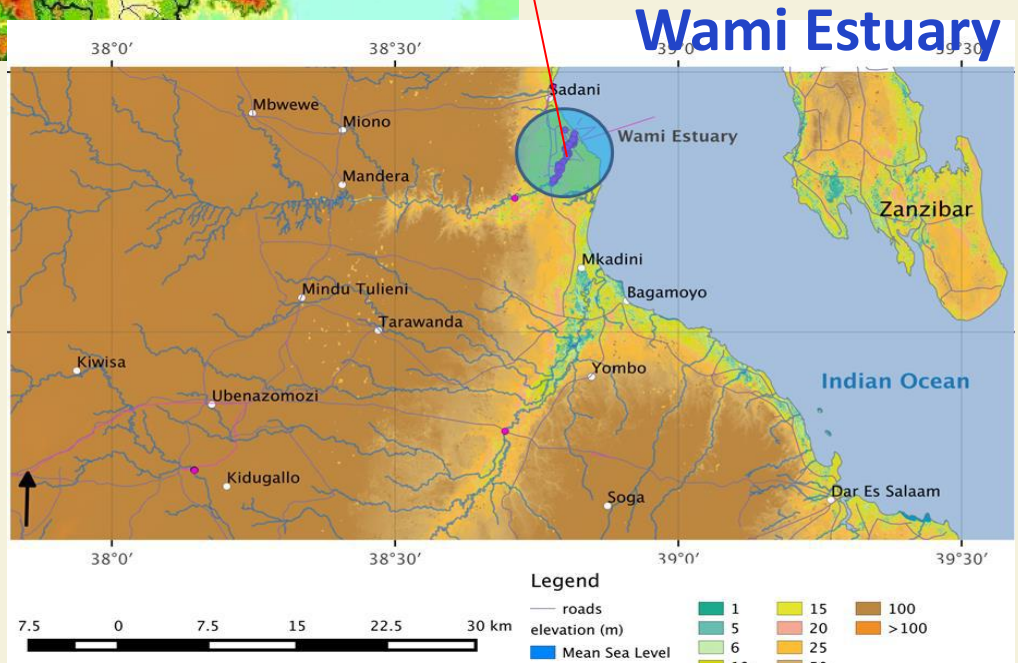 Wami Estuary
38°0′ 38°30′ 39°0′ 39°30′
Sadani
Mbwewe
Miono
Wami Estuary
Mandera
Zanzibar
Mkadini
Mindu Tulieni
Bagamoyo
Tarawanda
Kiwisa
Yombo
Indian Ocean
Ubenazomozi
Kidugallo
Soga
Dar Es Salaam
38°0′ 38°30′ 39°0′ 39°30′
Legend
roads
elevation (m)
Mean Sea Level
1
5
6
15
20
25
100
>100
7.5 0 7.5 15 22.5 30 km